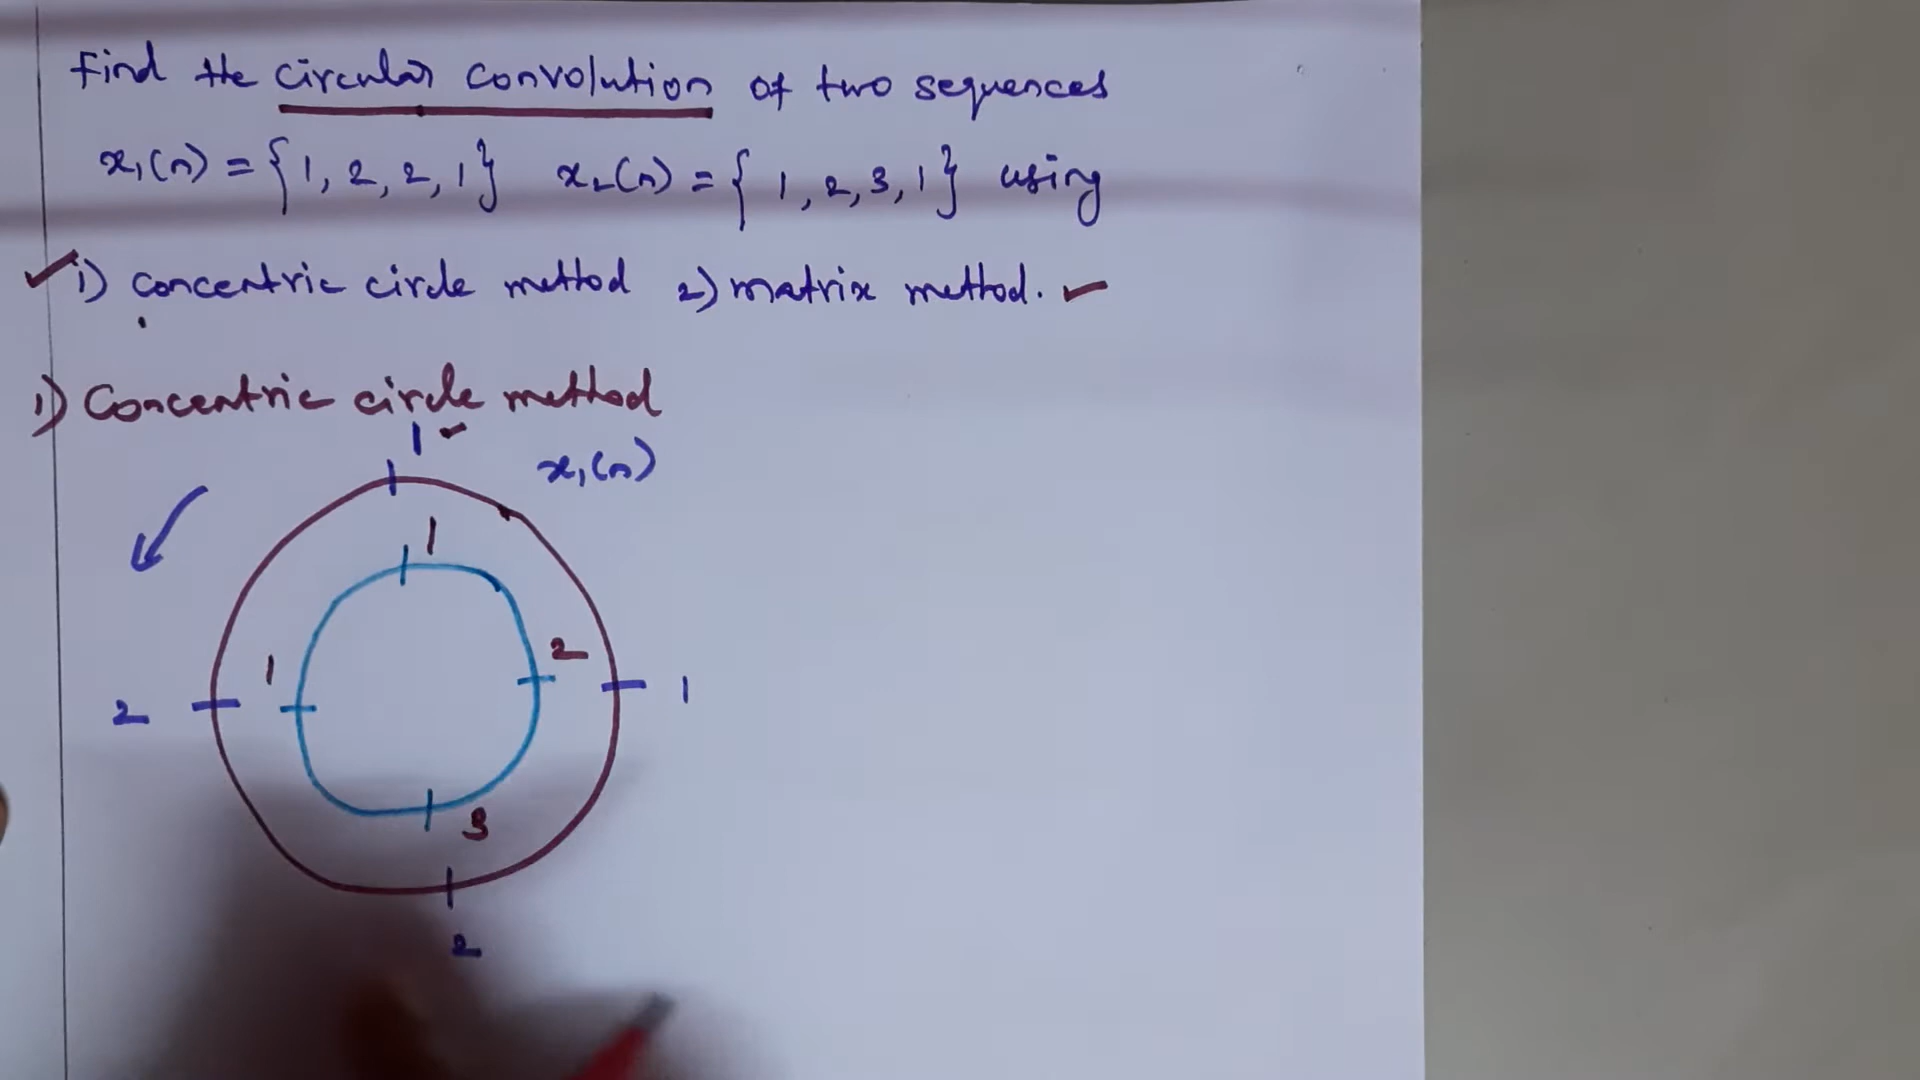 Find the circular convolution of two sequences
x₁(n) = {1, 2, 2, 1} x₂(n) = {1, 2, 3, 1} using
1) concentric circle method 2) matrix method.
1) Concentric circle method
1
x₁(n)
1
1
2
2
1
3
2